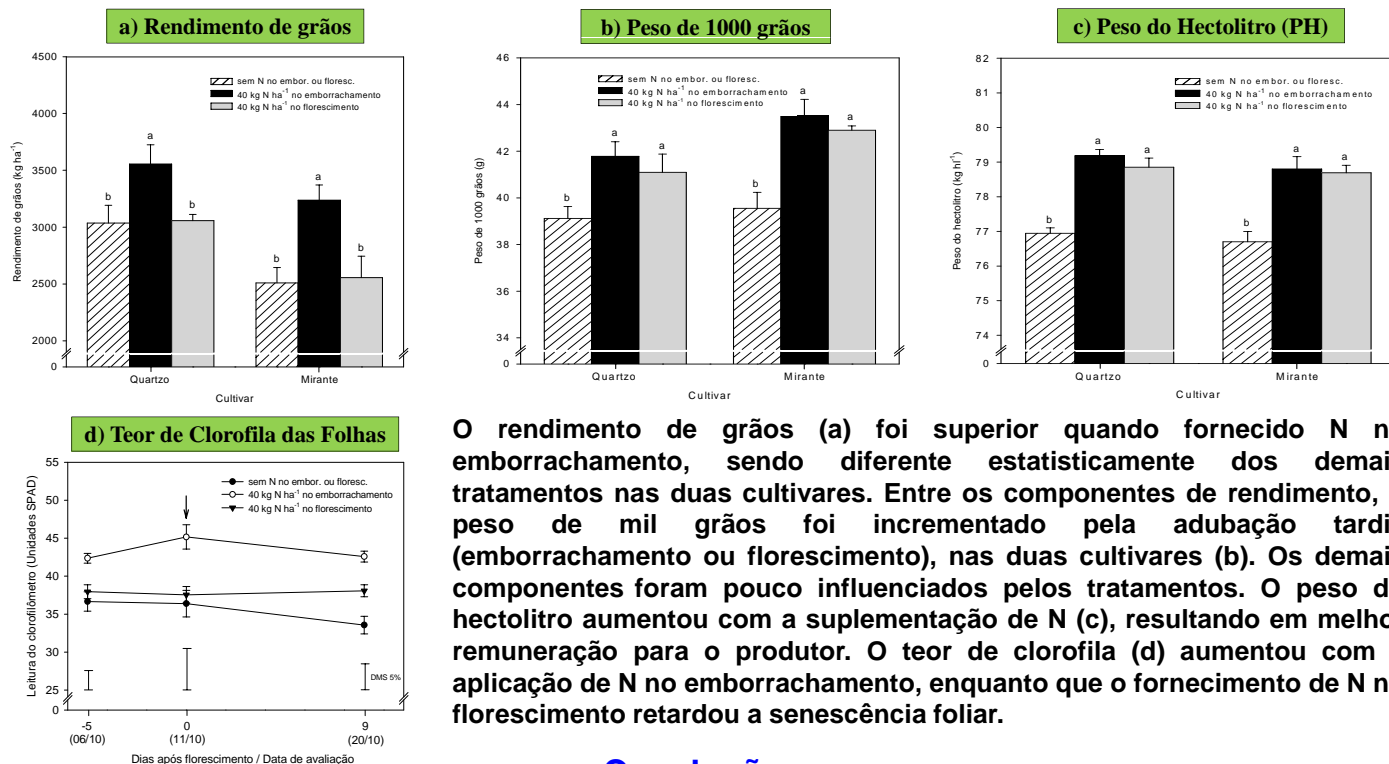 a) Rendimento de grãos
4500
4000
3500
3000
2500
2000
0
Rendimento de grãos (kg ha-1)
sem N no embor. ou floresc.
40 kg N ha-1 no emborrachamento
40 kg N ha-1 no florescimento
b
a
b
b
a
b
Quartzo
Mirante
Cultivar
b) Peso de 1000 grãos
46
44
42
40
38
36
34
0
Peso de 1000 grãos (g)
sem N no embor. ou floresc.
40 kg N ha-1 no emborrachamento
40 kg N ha-1 no florescimento
b
a
a
b
a
a
Quartzo
Mirante
Cultivar
c) Peso do Hectolitro (PH)
82
81
80
79
78
77
76
75
74
0
Peso do hectolitro (kg hl-1)
sem N no embor. ou floresc.
40 kg N ha-1 no emborrachamento
40 kg N ha-1 no florescimento
b
a
a
b
a
a
Quartzo
Mirante
Cultivar
d) Teor de Clorofila das Folhas
55
50
45
40
35
30
25
0
Leitura do clorofilômetro (Unidades SPAD)
sem N no embor. ou floresc.
40 kg N ha-1 no emborrachamento
40 kg N ha-1 no florescimento
DMS 5%
-5
0
9
(06/10)
(11/10)
(20/10)
Dias após florescimento / Data de avaliação
O rendimento de grãos (a) foi superior quando fornecido N n
emborrachamento, sendo diferente estatisticamente dos demai
tratamentos nas duas cultivares. Entre os componentes de rendimento,
peso de mil grãos foi incrementado pela adubação tardi
(emborrachamento ou florescimento), nas duas cultivares (b). Os demai
componentes foram pouco influenciados pelos tratamentos. O peso d
hectolitro aumentou com a suplementação de N (c), resultando em melho
remuneração para o produtor. O teor de clorofila (d) aumentou com
aplicação de N no emborrachamento, enquanto que o fornecimento de N n
florescimento retardou a senescência foliar.